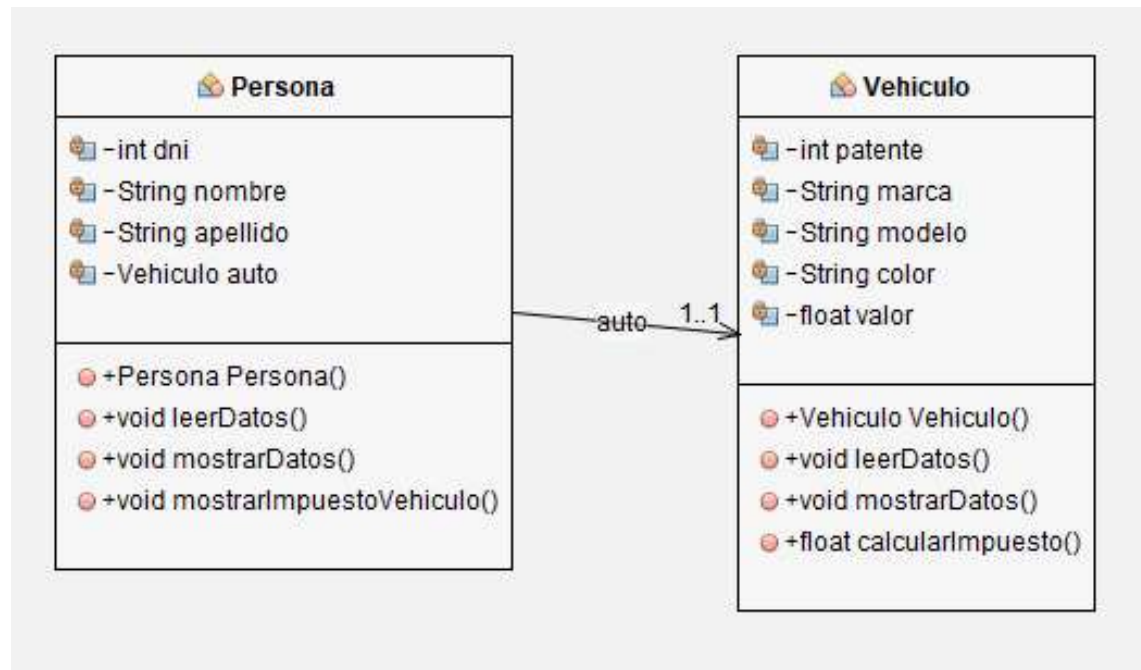 Persona
-int dni
-String nombre
-String apellido
-Vehiculo auto
+Persona Persona()
+void leerDatos()
+void mostrarDatos()
+void mostrarImpuestoVehiculo()
auto 1..1
Vehiculo
-int patente
-String marca
-String modelo
-String color
-float valor
+Vehiculo Vehiculo()
+void leerDatos()
+void mostrarDatos()
+float calcularImpuesto()